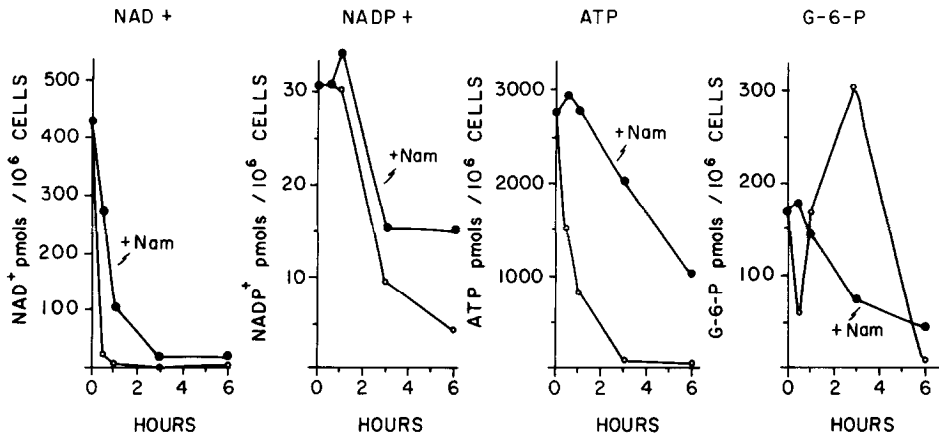 NAD +
NAD+ pmols / 10⁶ CELLS
500
400
300
200
100
+Nam
0 2 4 6
HOURS
NADP +
NADP+ pmols / 10⁶ CELLS
30
20
10
+Nam
0 2 4 6
HOURS
ATP
ATP pmols / 10⁶ CELLS
3000
2000
1000
+Nam
0 2 4 6
HOURS
G-6-P
G-6-P pmols / 10⁶ CELLS
300
200
100
+Nam
0 2 4 6
HOURS